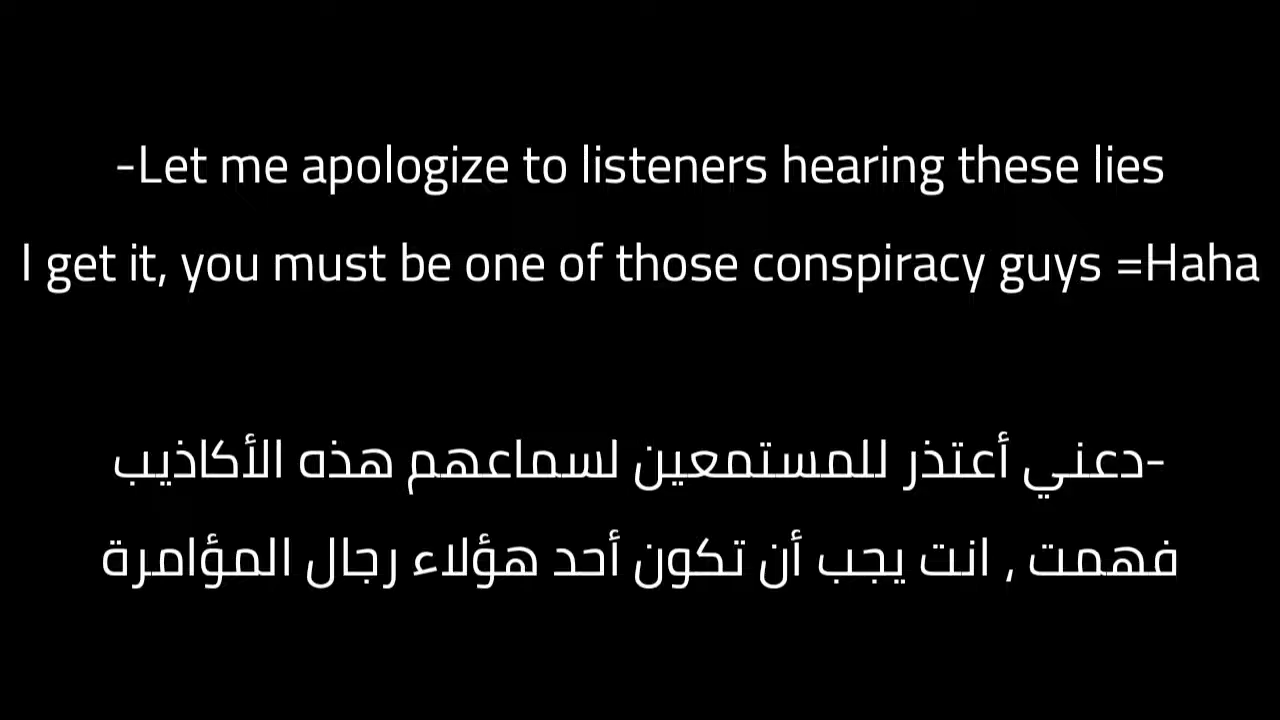 -Let me apologize to listeners hearing these lies
I get it, you must be one of those conspiracy guys =Haha
-دعني أعتذر للمستمعين لسماعهم هذه الأكاذيب
فهمت , انت يجب أن تكون أحد هؤلاء رجال المؤامرة